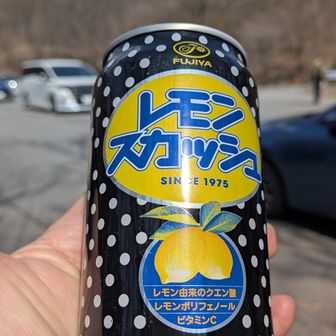 FUJIYA
レモン
スカッシュ
SINCE 1975
レモン由来のクエン酸
レモンポリフェノール
ビタミンC